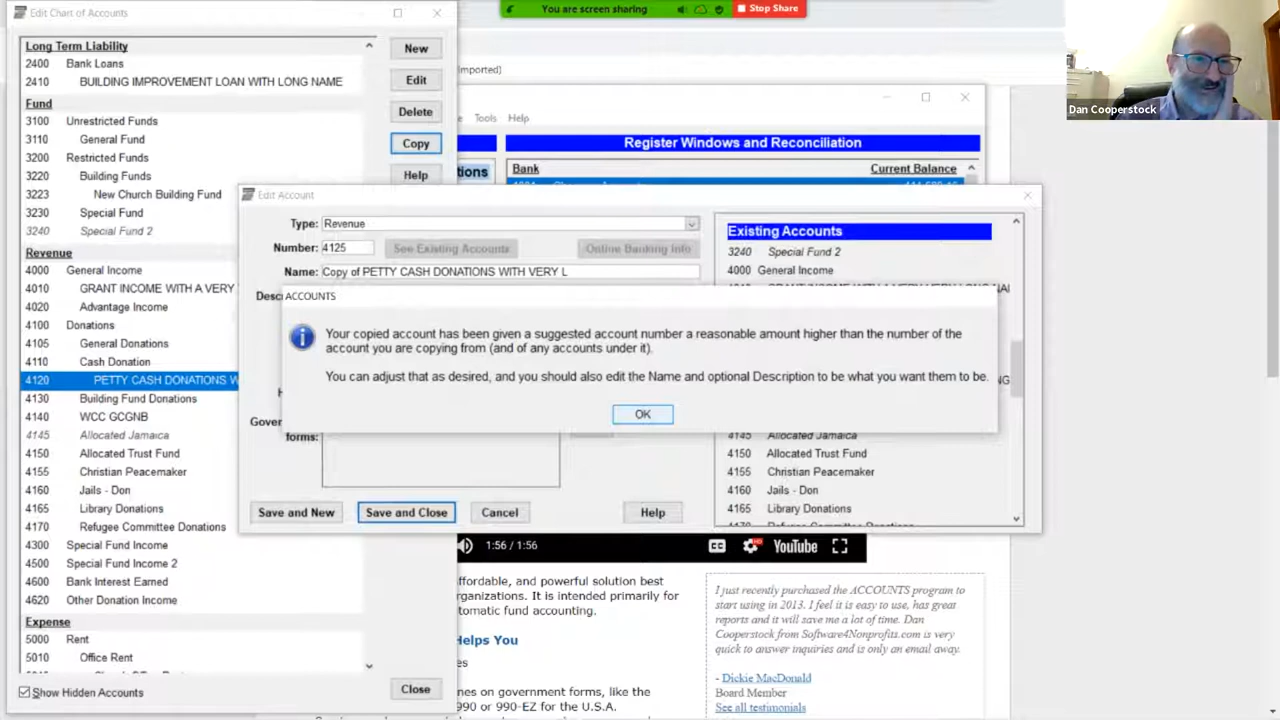 Edit Chart of Accounts
Long Term Liability
2400 Bank Loans
2410 BUILDING IMPROVEMENT LOAN WITH LONG NAME
Fund
3100 Unrestricted Funds
3110 General Fund
3200 Restricted Funds
3220 Building Funds
3223 New Church Building Fund
3230 Special Fund
3240 Special Fund 2
Revenue
4000 General Income
4010 GRANT INCOME WITH A VERY
4020 Advantage Income
4100 Donations
4105 General Donations
4110 Cash Donation
4120 PETTY CASH DONATIONS W
4130 Building Fund Donations
4140 WCC GCGNB
4145 Allocated Jamaica
4150 Allocated Trust Fund
4155 Christian Peacemaker
4160 Jails - Don
4165 Library Donations
4170 Refugee Committee Donations
4300 Special Fund Income
4500 Special Fund Income 2
4600 Bank Interest Earned
4620 Other Donation Income
Expense
5000 Rent
5010 Office Rent
Show Hidden Accounts
New
Edit
Delete
Copy
Help
Close
You are screen sharing
Stop Share
Dan Cooperstock
mported)
Tools Help
tions
Register Windows and Reconciliation
Bank Current Balance
Edit Account
Type: Revenue
Number: 4125 See Existing Accounts Online Banking Info
Name: Copy of PETTY CASH DONATIONS WITH VERY L
Desc
ACCOUNTS
Your copied account has been given a suggested account number a reasonable amount higher than the number of the
account you are copying from (and of any accounts under it).
You can adjust that as desired, and you should also edit the Name and optional Description to be what you want them to be.
OK
Gover
forms:
Save and New Save and Close Cancel Help
Existing Accounts
3240 Special Fund 2
4000 General Income
NG
4145 Allocated Jamaica
4150 Allocated Trust Fund
4155 Christian Peacemaker
4160 Jails - Don
4165 Library Donations
4170 Refugee Committee Donations
1:56 / 1:56 CC HD YouTube
ffordable, and powerful solution best
rganizations. It is intended primarily for
tomatic fund accounting.
Helps You
es
nes on government forms, like the
990 or 990-EZ for the U.S.A.
I just recently purchased the ACCOUNTS program to
start using in 2013. I feel it is easy to use, has great
reports and it will save me a lot of time. Dan
Cooperstock from Software4Nonprofits.com is very
quick to answer inquiries and is only an email away.
- Dickie MacDonald
Board Member
See all testimonials